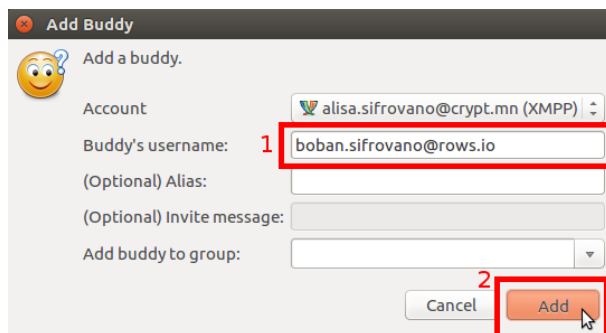 Add Buddy
Add a buddy.
Account alisa.sifrovano@crypt.mn (XMPP)
1 Buddy's username: boban.sifrovano@rows.io
(Optional) Alias:
(Optional) Invite message:
Add buddy to group:
2
Cancel Add